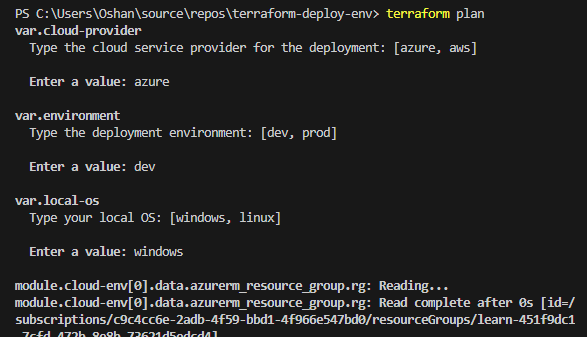 PS C:\Users\Oshan\source\repos\terraform-deploy-env> terraform plan
var.cloud-provider
Type the cloud service provider for the deployment: [azure, aws]
Enter a value: azure
var.environment
Type the deployment environment: [dev, prod]
Enter a value: dev
var.local-os
Type your local OS: [windows, linux]
Enter a value: windows
module.cloud-env[0].data.azurerm_resource_group.rg: Reading...
module.cloud-env[0].data.azurerm_resource_group.rg: Read complete after 0s [id=/
subscriptions/c9c4cc6e-2adb-4f59-bbd1-4f966e547bd0/resourceGroups/learn-451f9dc1